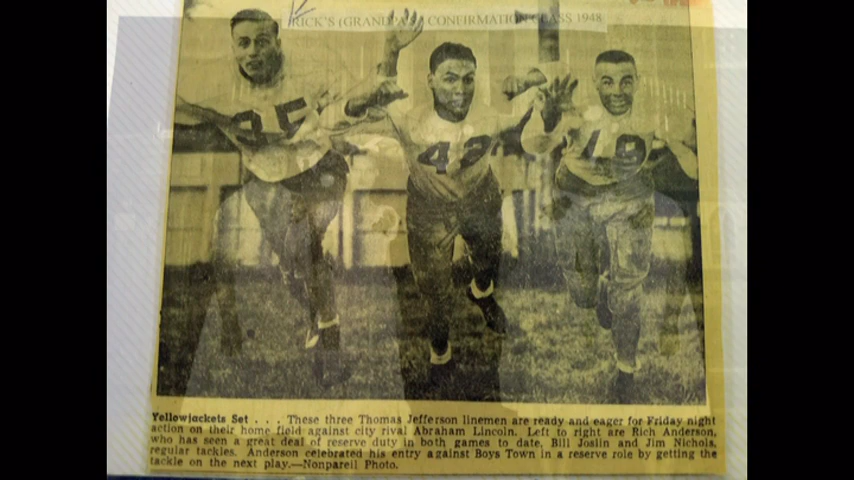 RICK'S (GRANDPA'S) CONFIRMATION CLASS 1948
35
42
19
Yellowjackets Set . . . These three Thomas Jefferson linemen are ready and eager for Friday night
action on their home field against city rival Abraham Lincoln. Left to right are Rich Anderson,
who has seen a great deal of reserve duty in both games to date, Bill Joslin and Jim Nichols,
regular tackles. Anderson celebrated his entry against Boys Town in a reserve role by getting the
tackle on the next play.—Nonpareil Photo.